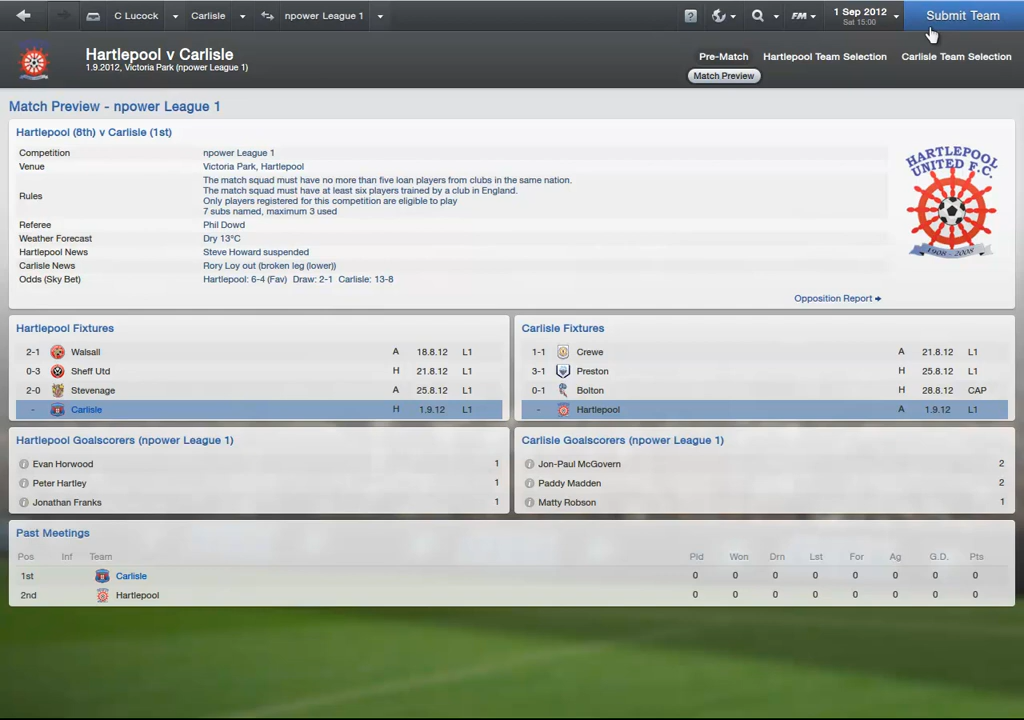 C Lucock
Carlisle
npower League 1
FM
1 Sep 2012
Sat 15:00
Submit Team
Hartlepool v Carlisle
1.9.2012, Victoria Park (npower League 1)
Pre-Match
Hartlepool Team Selection
Carlisle Team Selection
Match Preview
Match Preview - npower League 1
Hartlepool (8th) v Carlisle (1st)
Competition npower League 1
Venue Victoria Park, Hartlepool
Rules
The match squad must have no more than five loan players from clubs in the same nation.
The match squad must have at least six players trained by a club in England.
Only players registered for this competition are eligible to play
7 subs named, maximum 3 used
Referee Phil Dowd
Weather Forecast Dry 13°C
Hartlepool News Steve Howard suspended
Carlisle News Rory Loy out (broken leg (lower))
Odds (Sky Bet) Hartlepool: 6-4 (Fav) Draw: 2-1 Carlisle: 13-8
HARTLEPOOL
UNITED F.C.
1908 - 2008
Opposition Report
Hartlepool Fixtures
2-1 Walsall A 18.8.12 L1
0-3 Sheff Utd H 21.8.12 L1
2-0 Stevenage A 25.8.12 L1
- Carlisle H 1.9.12 L1
Carlisle Fixtures
1-1 Crewe A 21.8.12 L1
3-1 Preston H 25.8.12 L1
0-1 Bolton H 28.8.12 CAP
- Hartlepool A 1.9.12 L1
Hartlepool Goalscorers (npower League 1)
Evan Horwood 1
Peter Hartley 1
Jonathan Franks 1
Carlisle Goalscorers (npower League 1)
Jon-Paul McGovern 2
Paddy Madden 2
Matty Robson 1
Past Meetings
Pos Inf Team Pld Won Drn Lst For Ag G.D. Pts
1st Carlisle 0 0 0 0 0 0 0 0
2nd Hartlepool 0 0 0 0 0 0 0 0